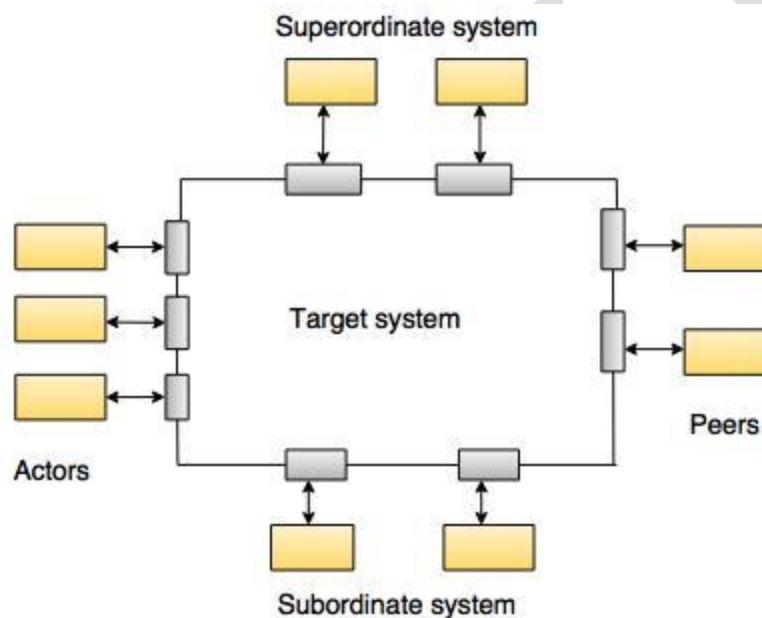 Superordinate system
Target system
Actors
Peers
Subordinate system